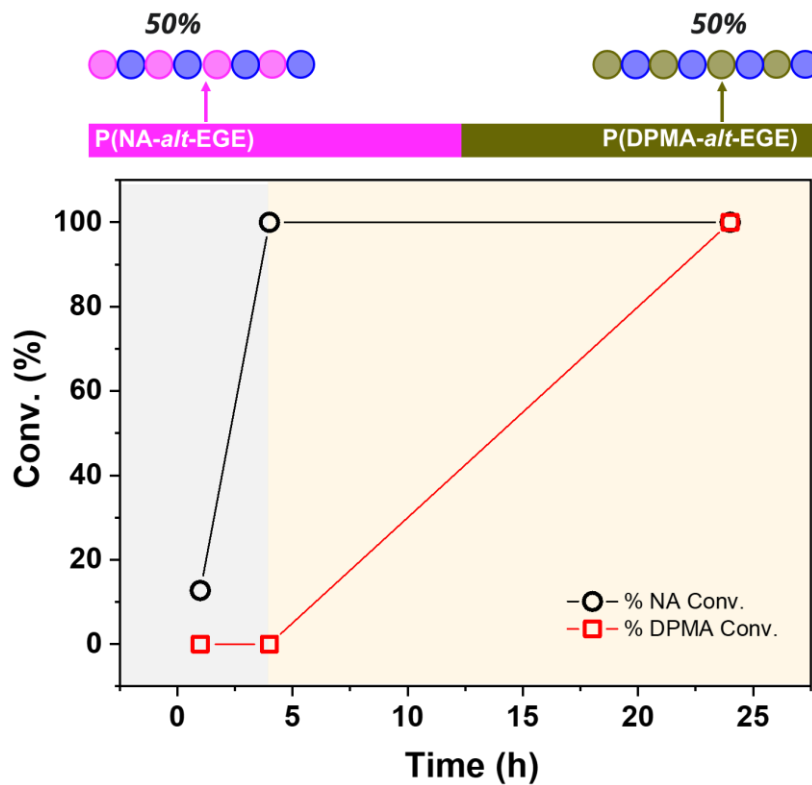 50% 50%
P(NA-alt-EGE) P(DPMA-alt-EGE)
Conv. (%)
100
80
60
40
20
0
% NA Conv.
% DPMA Conv.
0 5 10 15 20 25
Time (h)